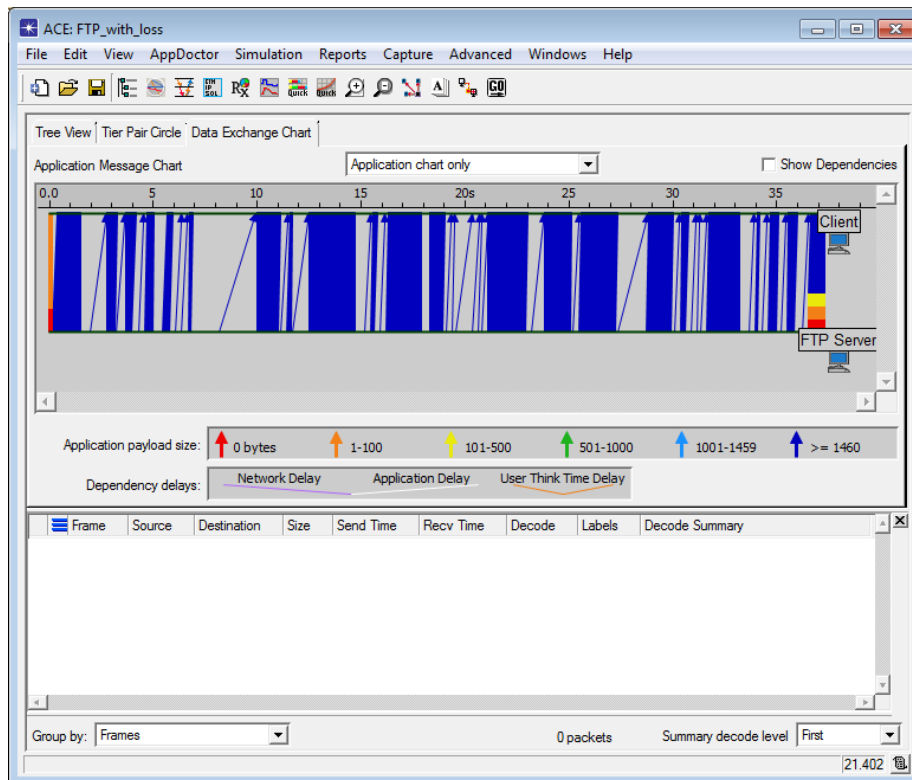 ACE: FTP_with_loss
File Edit View AppDoctor Simulation Reports Capture Advanced Windows Help
Tree View Tier Pair Circle Data Exchange Chart
Application Message Chart Application chart only Show Dependencies
0.0 5 10 15 20s 25 30 35
Client
FTP Server
Application payload size: 0 bytes 1-100 101-500 501-1000 1001-1459 >= 1460
Dependency delays: Network Delay Application Delay User Think Time Delay
Frame Source Destination Size Send Time Recv Time Decode Labels Decode Summary
Group by: Frames 0 packets Summary decode level First
21.402